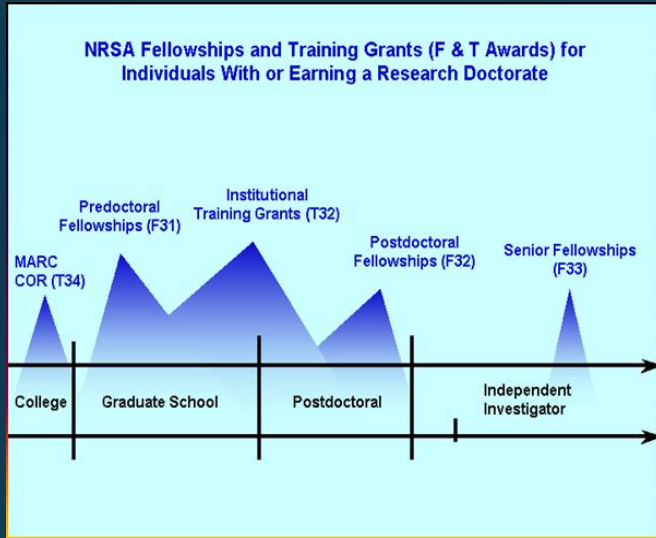 NRSA Fellowships and Training Grants (F & T Awards) for
Individuals With or Earning a Research Doctorate
Institutional
Training Grants (T32)
Predoctoral
Fellowships (F31)
Postdoctoral
Fellowships (F32)
Senior Fellowships
(F33)
MARC
COR (T34)
College
Graduate School
Postdoctoral
Independent
Investigator